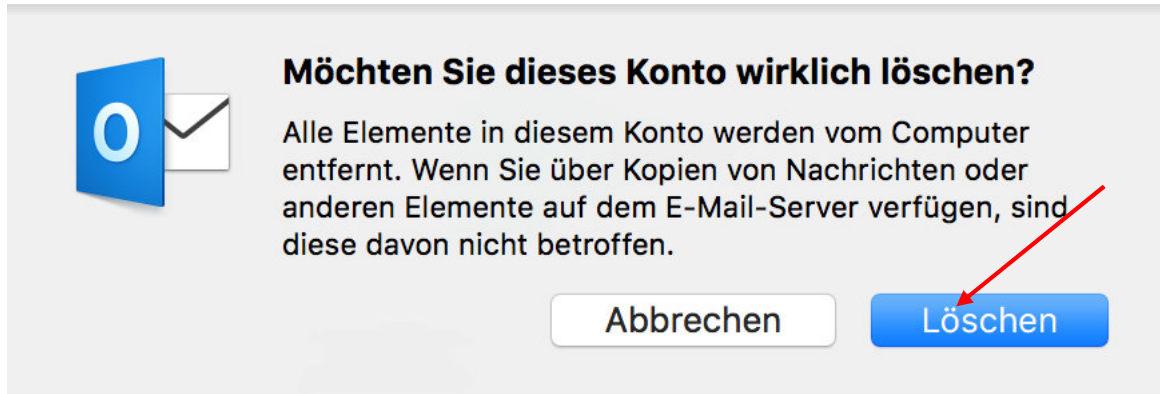 Möchten Sie dieses Konto wirklich löschen?
Alle Elemente in diesem Konto werden vom Computer
entfernt. Wenn Sie über Kopien von Nachrichten oder
anderen Elemente auf dem E-Mail-Server verfügen, sind
diese davon nicht betroffen.
Abbrechen Löschen